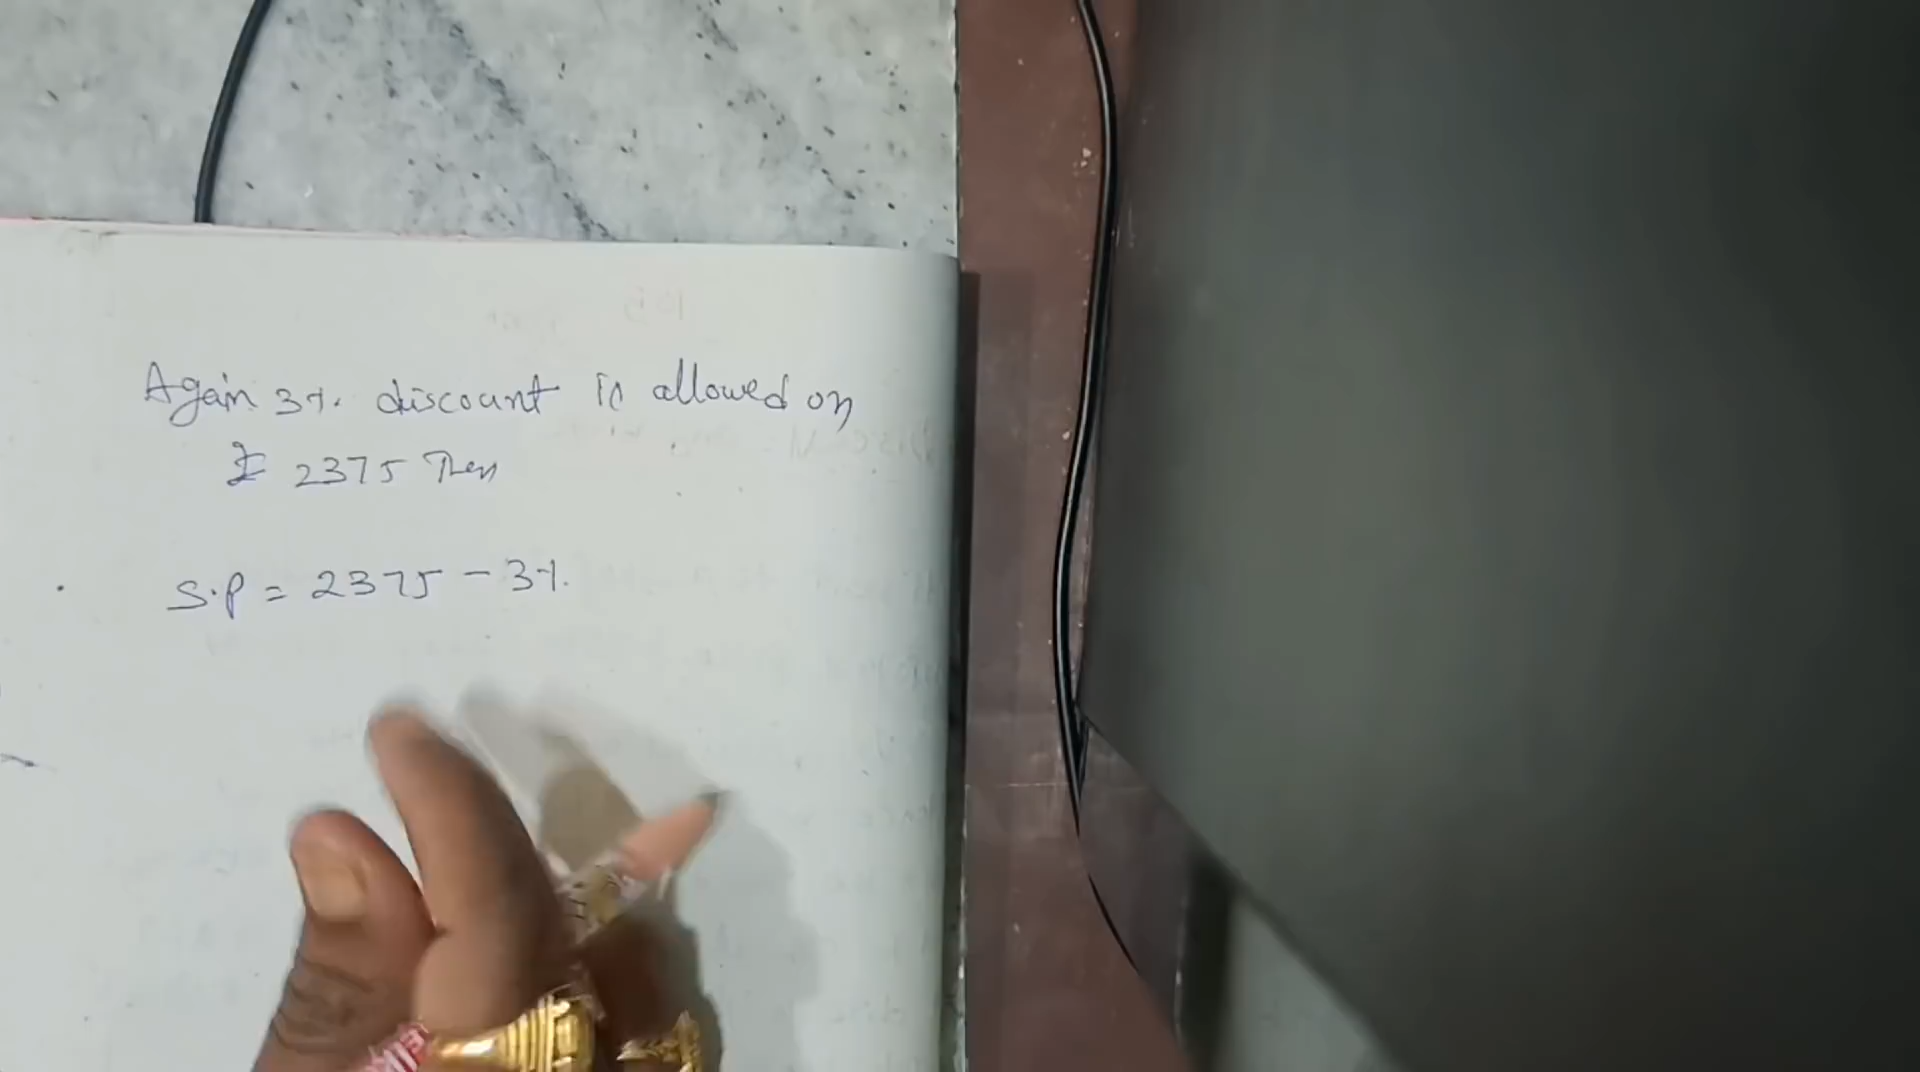 Again 3%. discount is allowed on
₹ 2375 Then
S.P = 2375 - 3%.